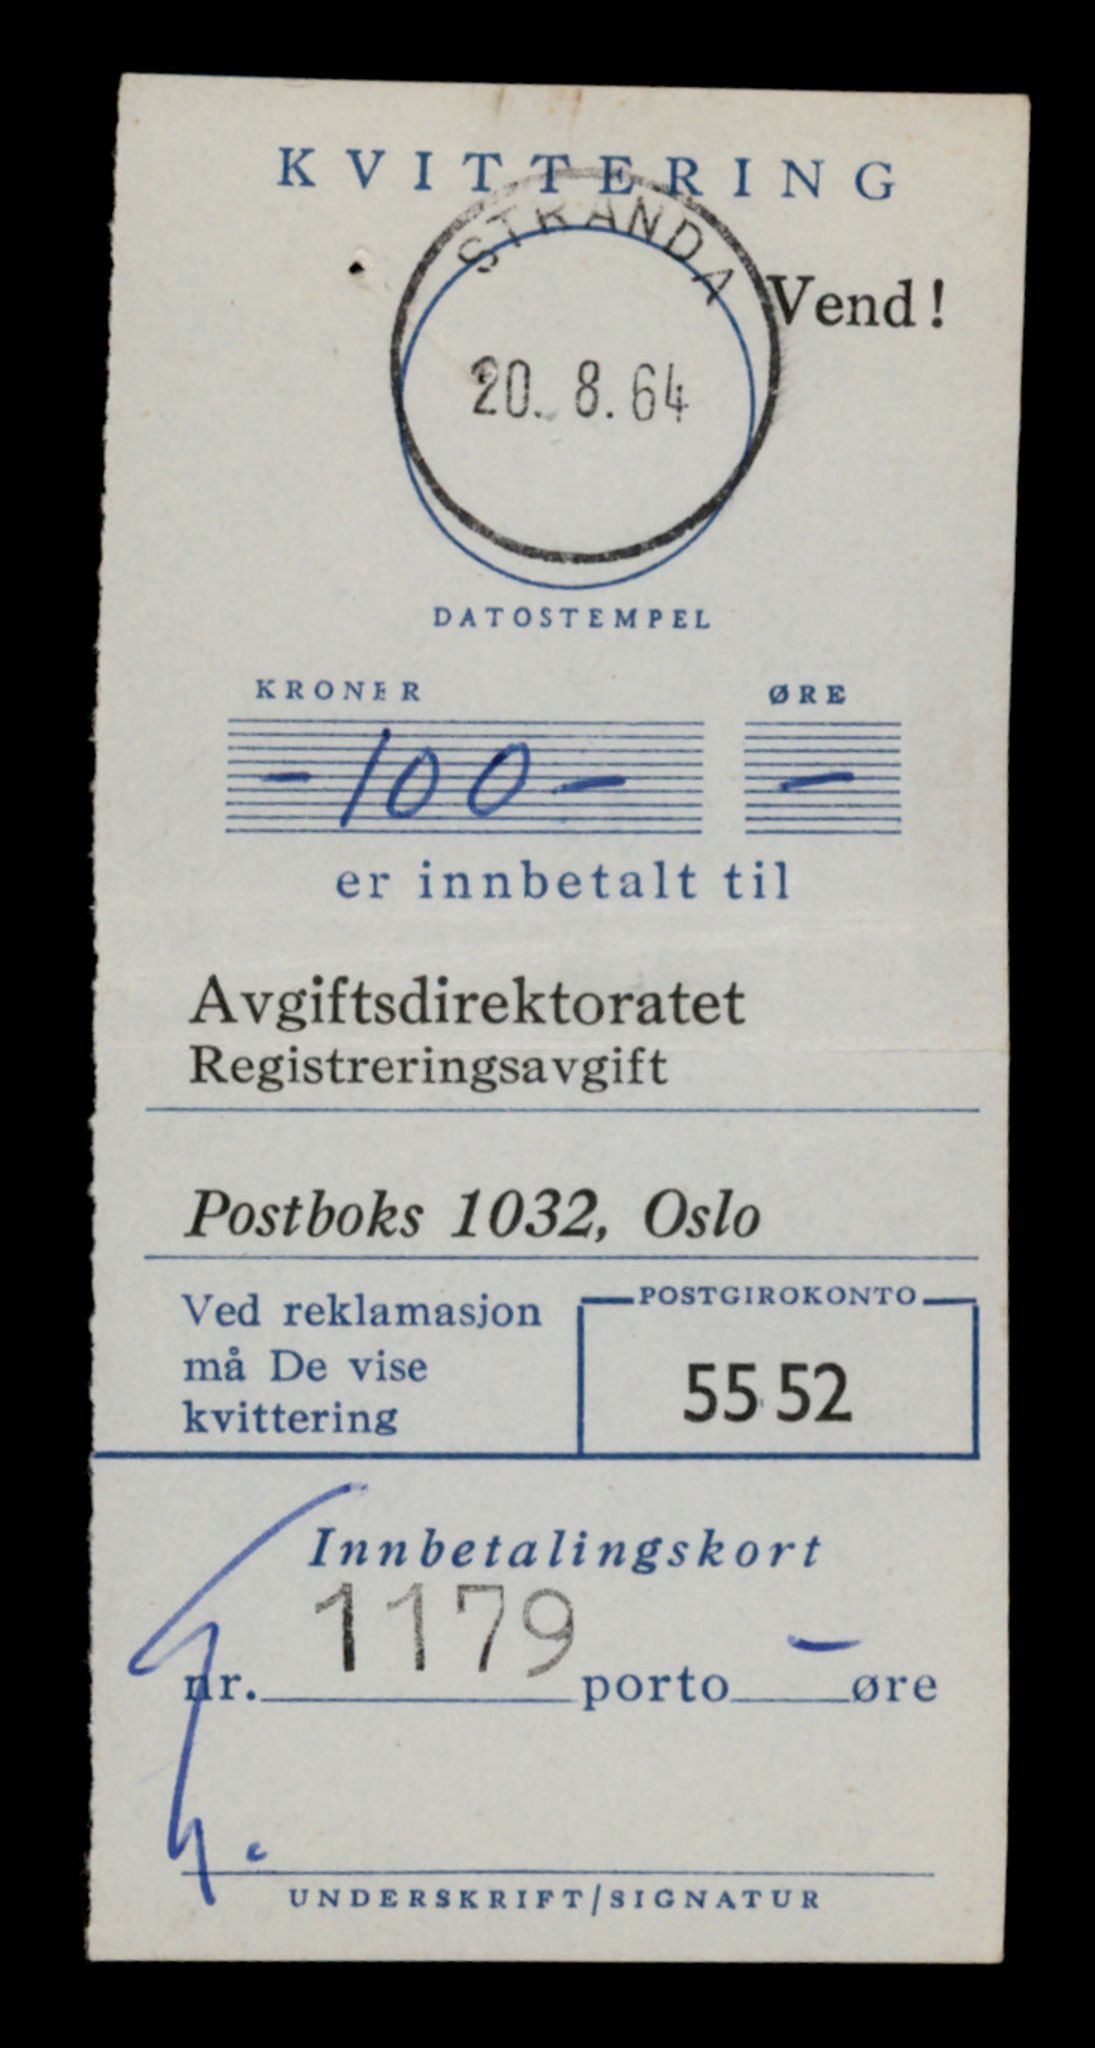 KVITTERING
STRANDA
Vend!
20. 8. 64
DATOSTEMPEL
KRONER ØRE
- 100 - -
er innbetalt til
Avgiftsdirektoratet
Registreringsavgift
Postboks 1032, Oslo
Ved reklamasjon
må De vise
kvittering
POSTGIROKONTO
55 52
Innbetalingskort
nr. 1179 porto - øre
UNDERSKRIFT/SIGNATUR